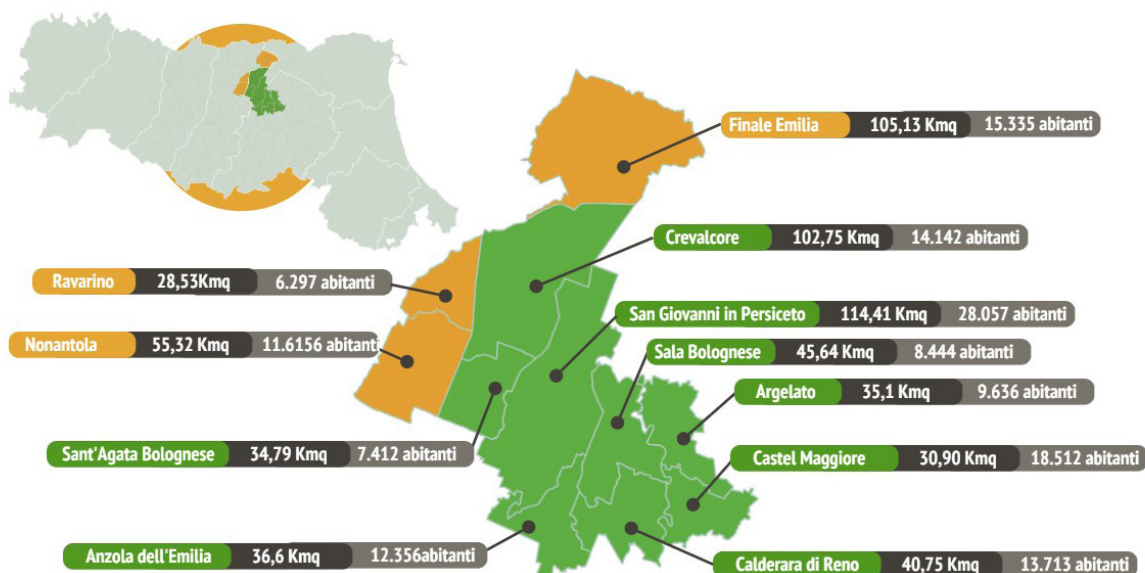 Finale Emilia 105,13 Kmq 15.335 abitanti
Crevalcore 102,75 Kmq 14.142 abitanti
Ravarino 28,53Kmq 6.297 abitanti
San Giovanni in Persiceto 114,41 Kmq 28.057 abitanti
Nonantola 55,32 Kmq 11.6156 abitanti
Sala Bolognese 45,64 Kmq 8.444 abitanti
Argelato 35,1 Kmq 9.636 abitanti
Sant'Agata Bolognese 34,79 Kmq 7.412 abitanti
Castel Maggiore 30,90 Kmq 18.512 abitanti
Anzola dell'Emilia 36,6 Kmq 12.356abitanti
Calderara di Reno 40,75 Kmq 13.713 abitanti